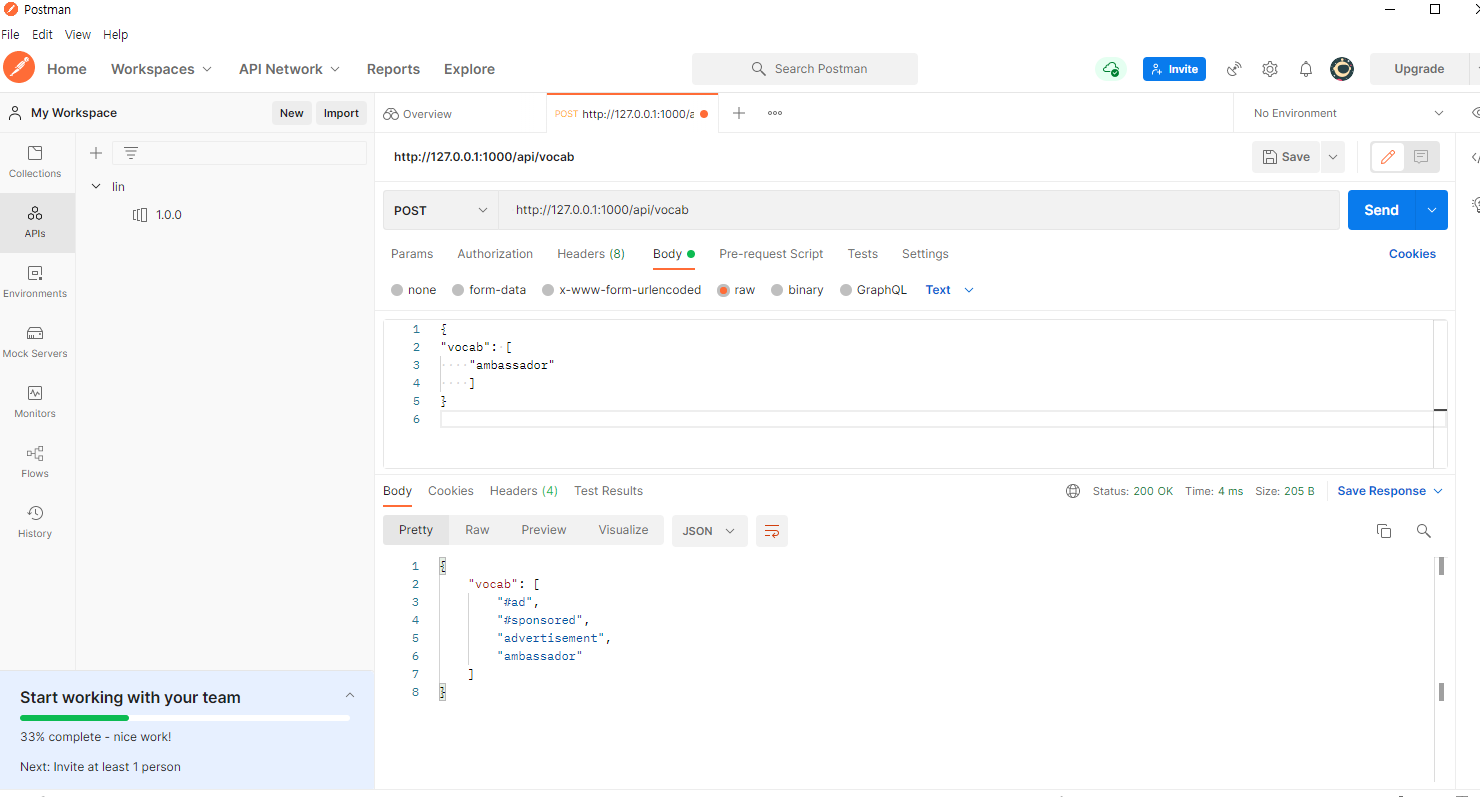 Postman
File Edit View Help
Home Workspaces API Network Reports Explore Search Postman Invite Upgrade
My Workspace New Import Overview POST http://127.0.0.1:1000/a No Environment
http://127.0.0.1:1000/api/vocab Save
Collections
lin
1.0.0
APIs
Environments
Mock Servers
Monitors
Flows
History
POST http://127.0.0.1:1000/api/vocab Send
Params Authorization Headers (8) Body Pre-request Script Tests Settings Cookies
none form-data x-www-form-urlencoded raw binary GraphQL Text
1 {
2 "vocab": [
3 "ambassador"
4 ]
5 }
6
Body Cookies Headers (4) Test Results Status: 200 OK Time: 4 ms Size: 205 B Save Response
Pretty Raw Preview Visualize JSON
1 {
2 "vocab": [
3 "#ad",
4 "#sponsored",
5 "advertisement",
6 "ambassador"
7 ]
8 }
Start working with your team
33% complete - nice work!
Next: Invite at least 1 person